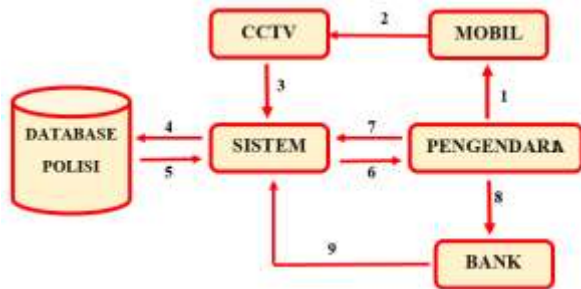 CCTV
2
MOBIL
3
1
DATABASE
POLISI
4
5
SISTEM
7
6
PENGENDARA
8
9
BANK